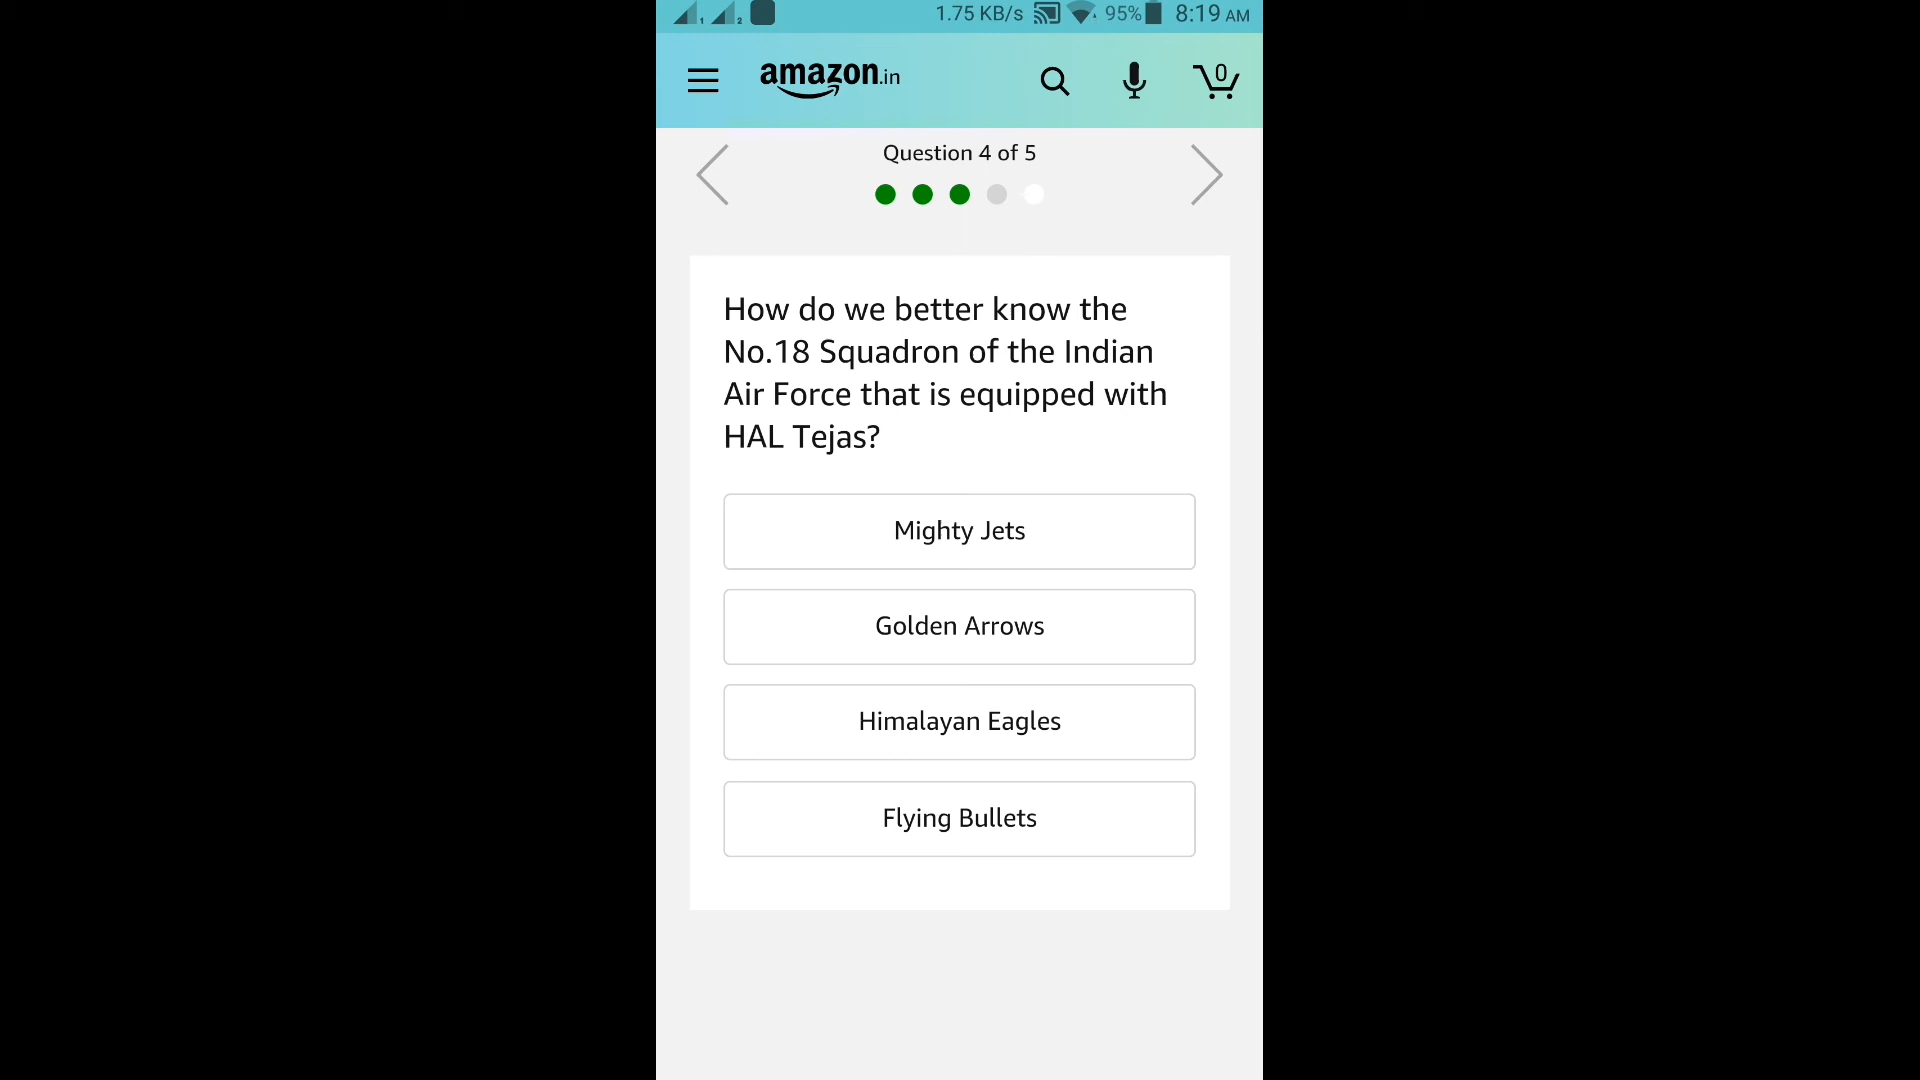 1 2 1.75 KB/s 95% 8:19 AM
amazon.in 0
Question 4 of 5
How do we better know the
No.18 Squadron of the Indian
Air Force that is equipped with
HAL Tejas?
Mighty Jets
Golden Arrows
Himalayan Eagles
Flying Bullets